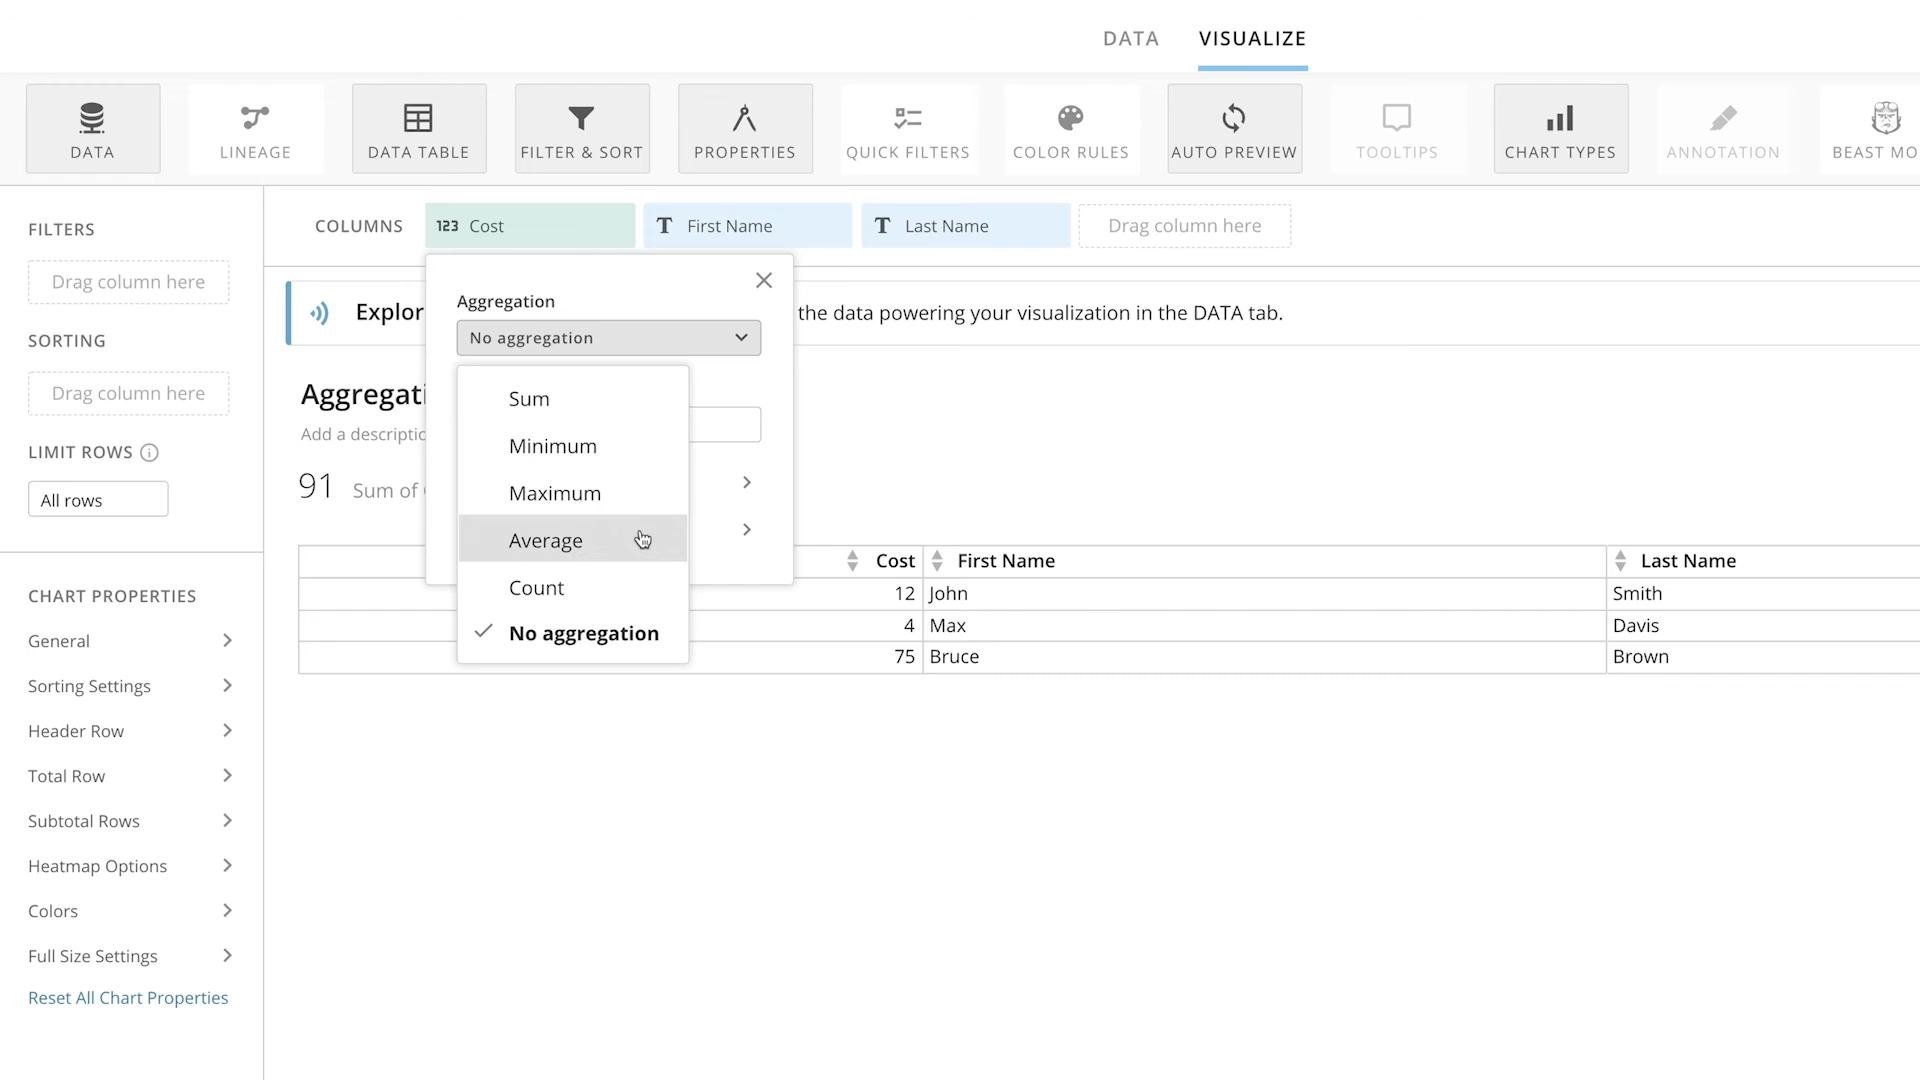 DATA VISUALIZE
DATA LINEAGE DATA TABLE FILTER & SORT PROPERTIES QUICK FILTERS COLOR RULES AUTO PREVIEW TOOLTIPS CHART TYPES ANNOTATION BEAST MO
FILTERS
Drag column here
SORTING
Drag column here
LIMIT ROWS
All rows
CHART PROPERTIES
General
Sorting Settings
Header Row
Total Row
Subtotal Rows
Heatmap Options
Colors
Full Size Settings
Reset All Chart Properties
COLUMNS 123 Cost T First Name T Last Name Drag column here
Explor the data powering your visualization in the DATA tab.
Aggregati
Add a descriptic
91 Sum of
Aggregation
No aggregation
Sum
Minimum
Maximum
Average
Count
No aggregation
Cost First Name Last Name
12 John Smith
4 Max Davis
75 Bruce Brown